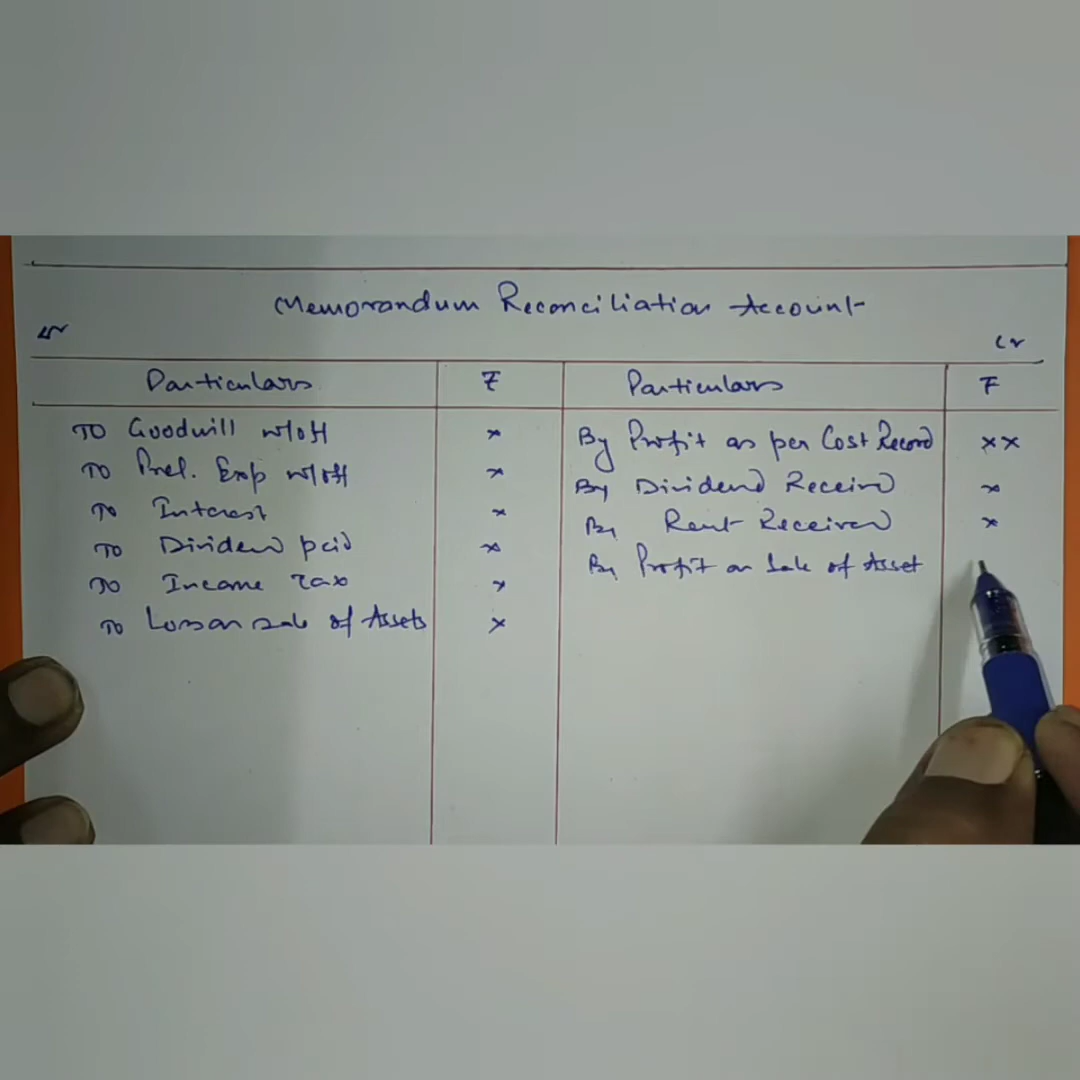 Memorandum Reconciliation Account
Dr
Cr
Particulars ₹ Particulars ₹
TO Goodwill w/off × By Profit as per Cost Record ××
TO Prel. Exp w/off × By Dividend Received ×
TO Interest × By Rent Received ×
TO Dividend paid × By Profit on Sale of Asset
TO Income Tax ×
TO Loss on sale of Assets ×